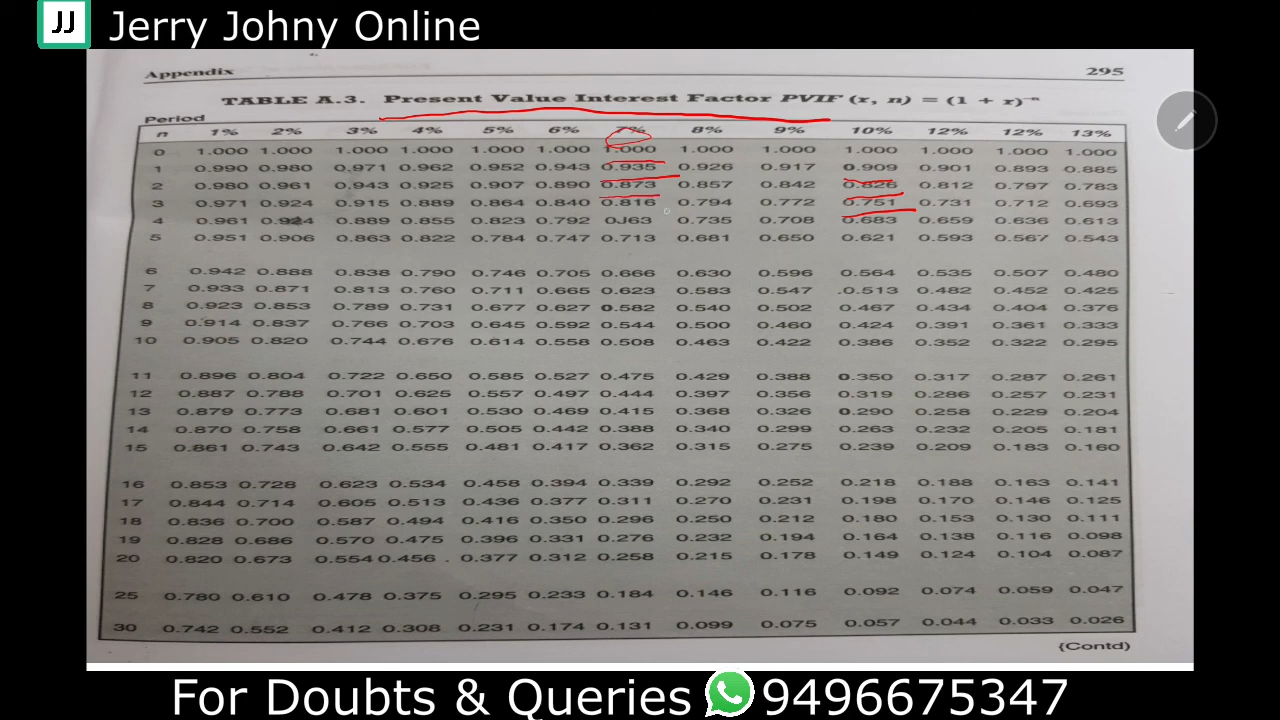 JJ Jerry Johny Online
Appendix 295
TABLE A.3. Present Value Interest Factor PVIF (r, n) = (1 + r)⁻ⁿ
Period
n 1% 2% 3% 4% 5% 6% 7% 8% 9% 10% 12% 12% 13%
0 1.000 1.000 1.000 1.000 1.000 1.000 1.000 1.000 1.000 1.000 1.000 1.000 1.000
1 0.990 0.980 0.971 0.962 0.952 0.943 0.935 0.926 0.917 0.909 0.901 0.893 0.885
2 0.980 0.961 0.943 0.925 0.907 0.890 0.873 0.857 0.842 0.826 0.812 0.797 0.783
3 0.971 0.924 0.915 0.889 0.864 0.840 0.816 0.794 0.772 0.751 0.731 0.712 0.693
4 0.961 0.924 0.889 0.855 0.823 0.792 0J63 0.735 0.708 0.683 0.659 0.636 0.613
5 0.951 0.906 0.863 0.822 0.784 0.747 0.713 0.681 0.650 0.621 0.593 0.567 0.543
6 0.942 0.888 0.838 0.790 0.746 0.705 0.666 0.630 0.596 0.564 0.535 0.507 0.480
7 0.933 0.871 0.813 0.760 0.711 0.665 0.623 0.583 0.547 .0.513 0.482 0.452 0.425
8 0.923 0.853 0.789 0.731 0.677 0.627 0.582 0.540 0.502 0.467 0.434 0.404 0.376
9 0.914 0.837 0.766 0.703 0.645 0.592 0.544 0.500 0.460 0.424 0.391 0.361 0.333
10 0.905 0.820 0.744 0.676 0.614 0.558 0.508 0.463 0.422 0.386 0.352 0.322 0.295
11 0.896 0.804 0.722 0.650 0.585 0.527 0.475 0.429 0.388 0.350 0.317 0.287 0.261
12 0.887 0.788 0.701 0.625 0.557 0.497 0.444 0.397 0.356 0.319 0.286 0.257 0.231
13 0.879 0.773 0.681 0.601 0.530 0.469 0.415 0.368 0.326 0.290 0.258 0.229 0.204
14 0.870 0.758 0.661 0.577 0.505 0.442 0.388 0.340 0.299 0.263 0.232 0.205 0.181
15 0.861 0.743 0.642 0.555 0.481 0.417 0.362 0.315 0.275 0.239 0.209 0.183 0.160
16 0.853 0.728 0.623 0.534 0.458 0.394 0.339 0.292 0.252 0.218 0.188 0.163 0.141
17 0.844 0.714 0.605 0.513 0.436 0.377 0.311 0.270 0.231 0.198 0.170 0.146 0.125
18 0.836 0.700 0.587 0.494 0.416 0.350 0.296 0.250 0.212 0.180 0.153 0.130 0.111
19 0.828 0.686 0.570 0.475 0.396 0.331 0.276 0.232 0.194 0.164 0.138 0.116 0.098
20 0.820 0.673 0.554 0.456 . 0.377 0.312 0.258 0.215 0.178 0.149 0.124 0.104 0.087
25 0.780 0.610 0.478 0.375 0.295 0.233 0.184 0.146 0.116 0.092 0.074 0.059 0.047
30 0.742 0.552 0.412 0.308 0.231 0.174 0.131 0.099 0.075 0.057 0.044 0.033 0.026
(Contd)
For Doubts & Queries 9496675347